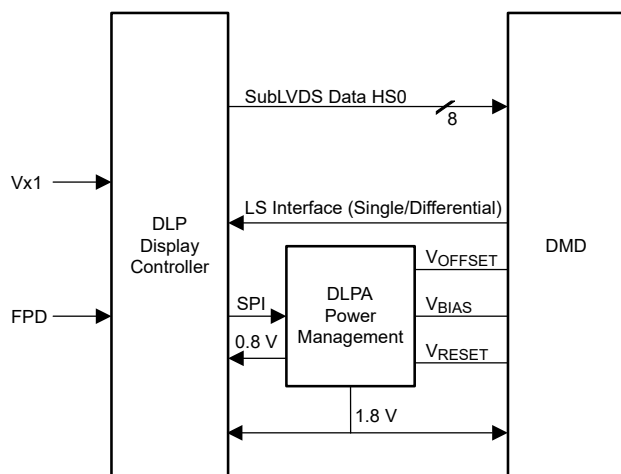 SubLVDS Data HS0
8
Vx1
LS Interface (Single/Differential)
DLP
Display
Controller
DMD
VOFFSET
FPD
SPI
DLPA
Power
Management
VBIAS
0.8 V
VRESET
1.8 V